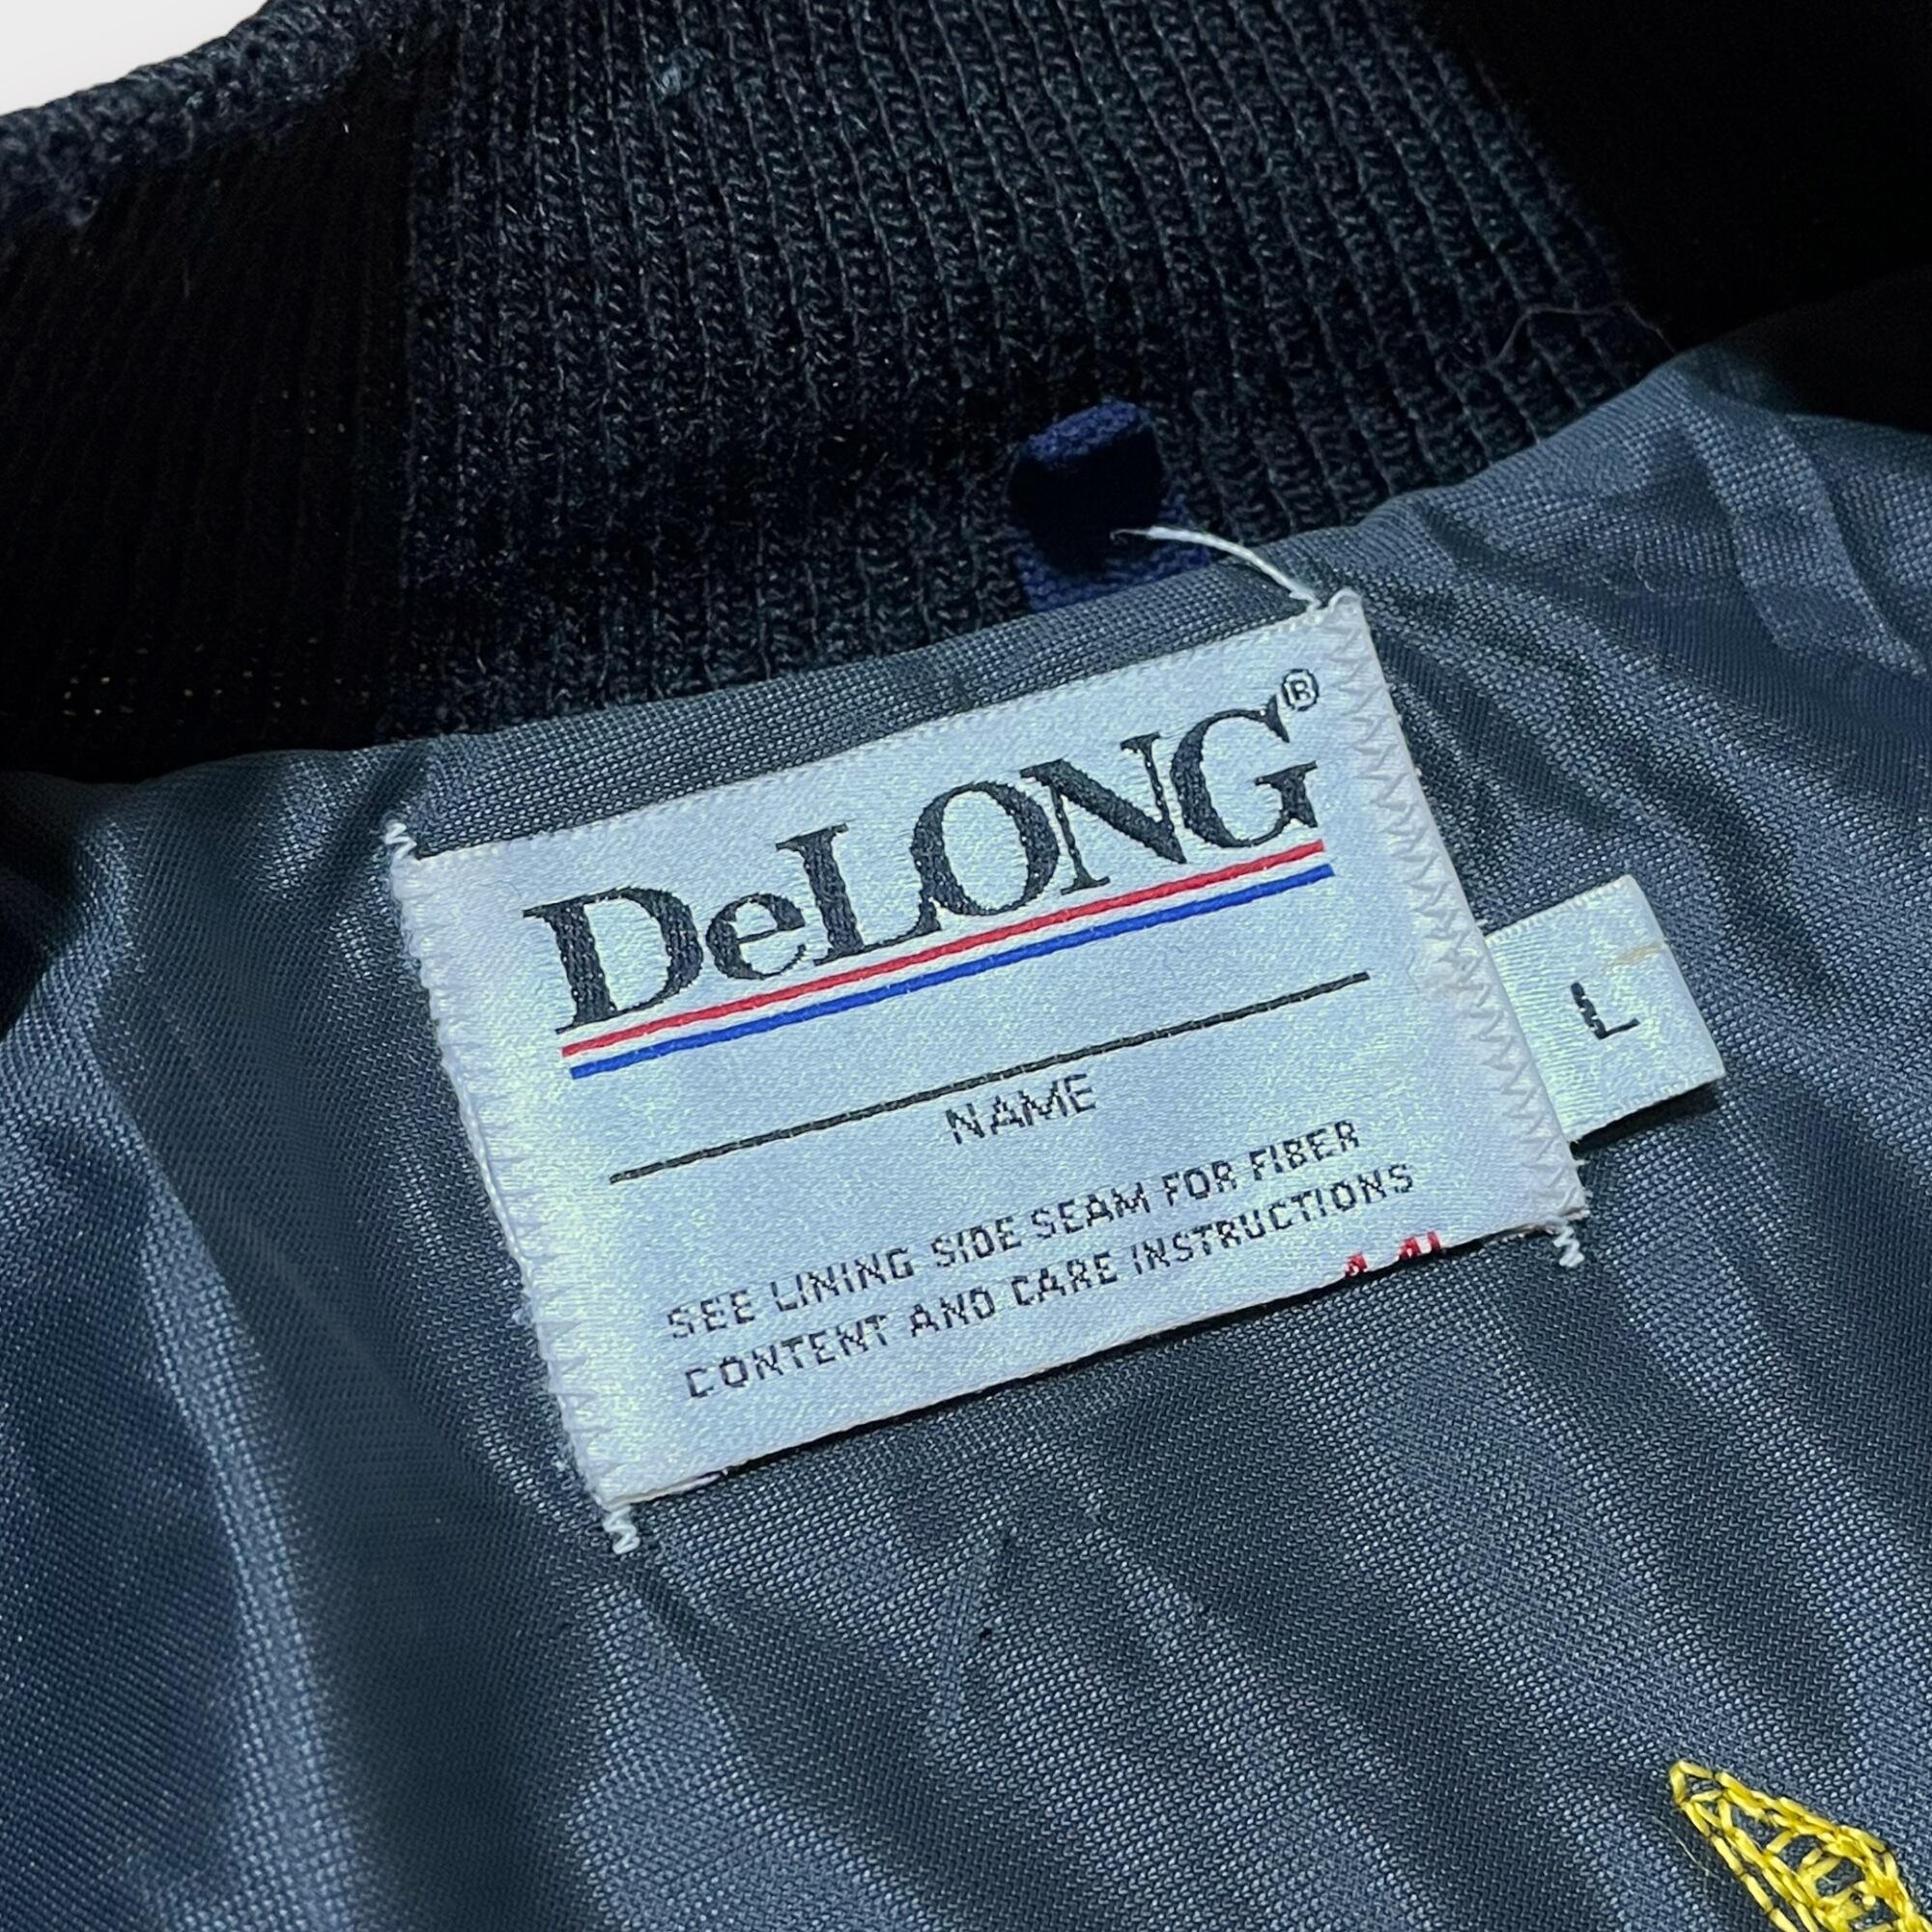 DeLONG®
NAME
SEE LINING SIDE SEAM FOR FIBER
CONTENT AND CARE INSTRUCTIONS
L